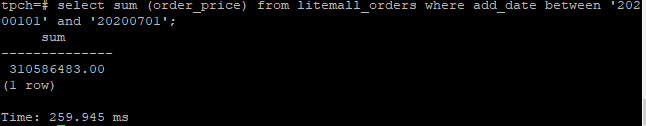 tpch=# select sum (order_price) from litemall_orders where add_date between '202
00101' and '20200701';
sum
--------------
310586483.00
(1 row)
Time: 259.945 ms